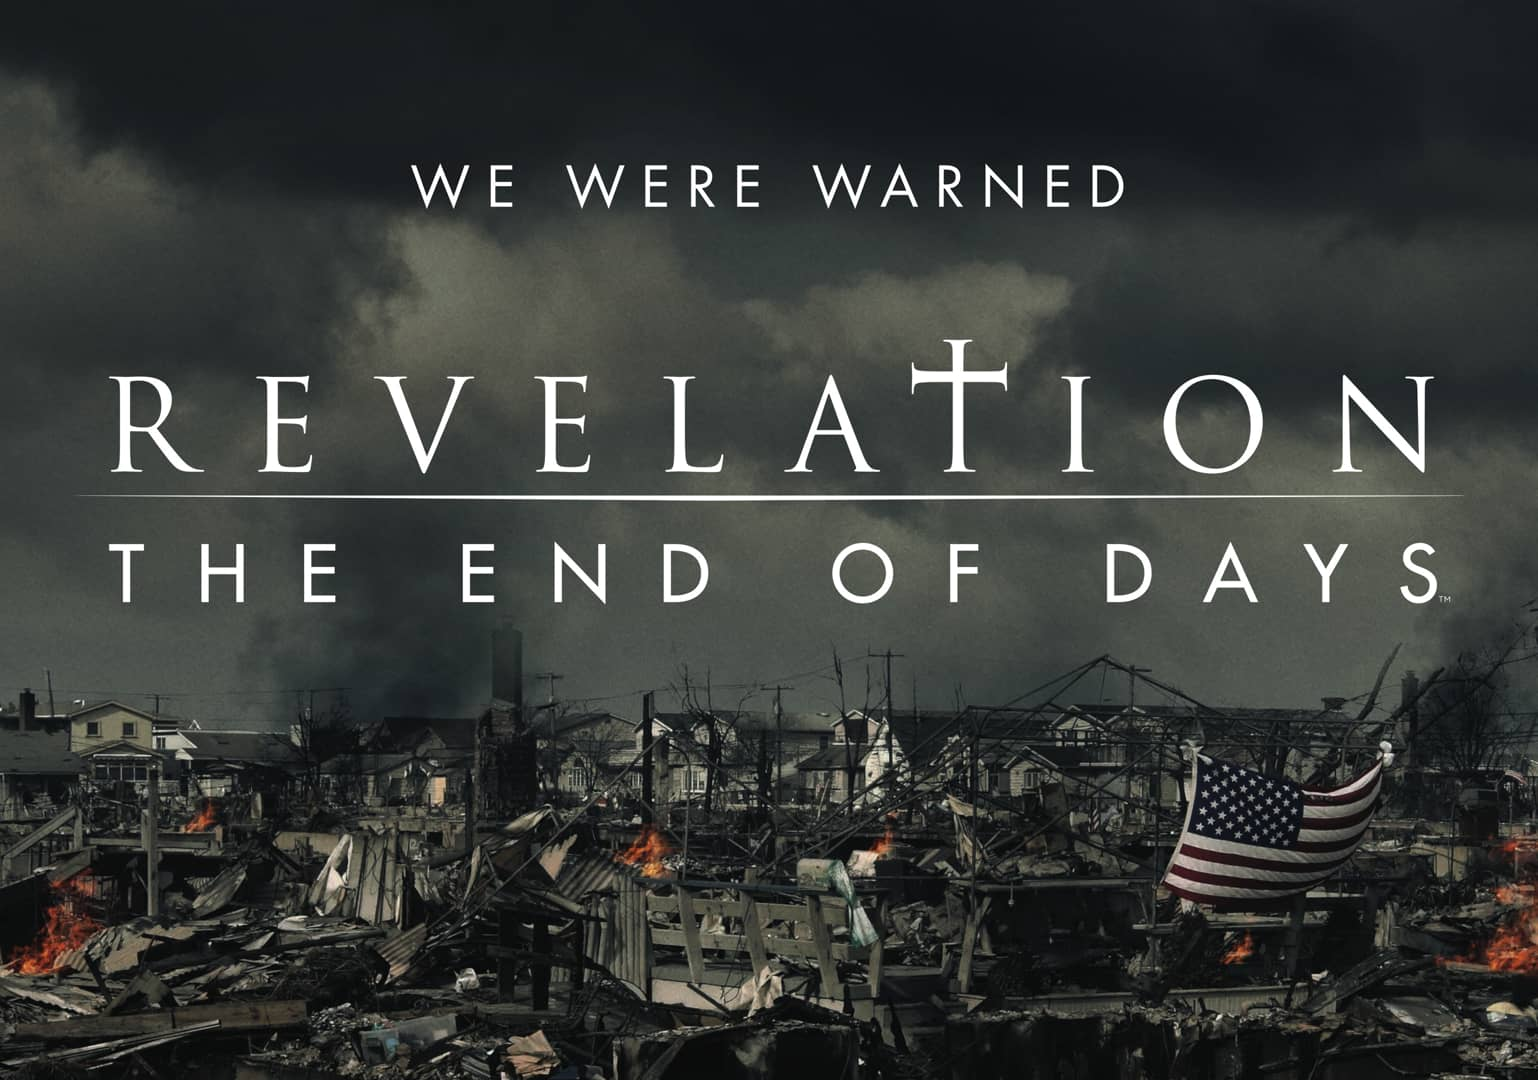 WE WERE WARNED
REVELATION
THE END OF DAYS™